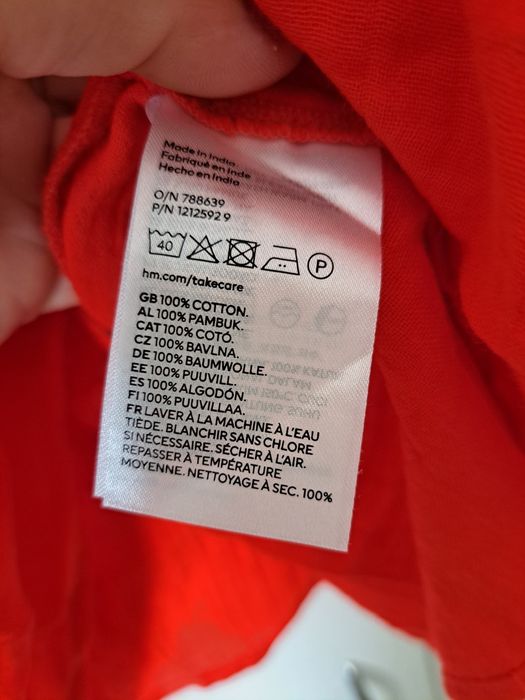 Made in India
Fabriqué en Inde
Hecho en India
O/N 788639
P/N 1212592 9
40 P
hm.com/takecare
GB 100% COTTON.
AL 100% PAMBUK.
CAT 100% COTÓ.
CZ 100% BAVLNA.
DE 100% BAUMWOLLE.
EE 100% PUUVILL.
ES 100% ALGODÓN.
FI 100% PUUVILLAA.
FR LAVER À LA MACHINE À L'EAU
TIÈDE. BLANCHIR SANS CHLORE
SI NÉCESSAIRE. SÉCHER À L'AIR.
REPASSER À TEMPÉRATURE
MOYENNE. NETTOYAGE À SEC. 100%